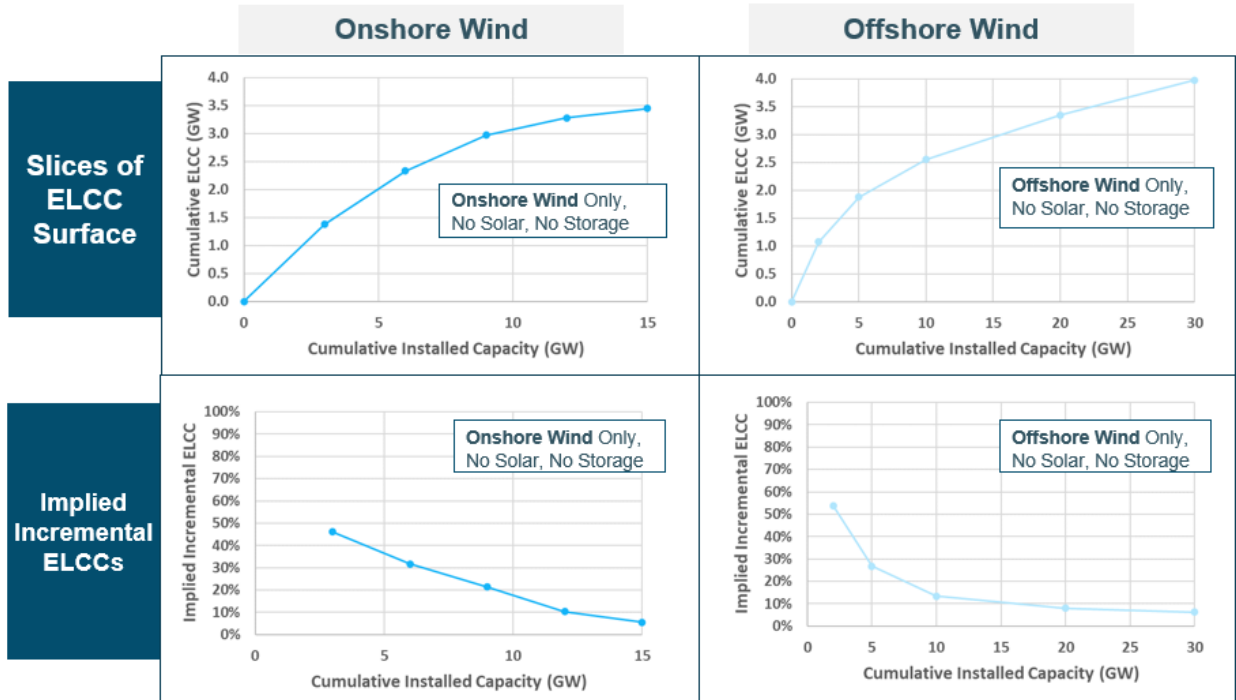 Onshore Wind
Offshore Wind
Slices of
ELCC
Surface
Cumulative ELCC (GW)
4.0
3.5
3.0
2.5
2.0
1.5
1.0
0.5
0.0
Onshore Wind Only,
No Solar, No Storage
0 5 10 15
Cumulative Installed Capacity (GW)
Cumulative ELCC (GW)
4.0
3.5
3.0
2.5
2.0
1.5
1.0
0.5
0.0
Offshore Wind Only,
No Solar, No Storage
0 5 10 15 20 25 30
Cumulative Installed Capacity (GW)
Implied
Incremental
ELCCs
Implied Incremental ELCC
100%
90%
80%
70%
60%
50%
40%
30%
20%
10%
0%
Onshore Wind Only,
No Solar, No Storage
0 5 10 15
Cumulative Installed Capacity (GW)
Implied Incremental ELCC
100%
90%
80%
70%
60%
50%
40%
30%
20%
10%
0%
Offshore Wind Only,
No Solar, No Storage
0 5 10 15 20 25 30
Cumulative Installed Capacity (GW)